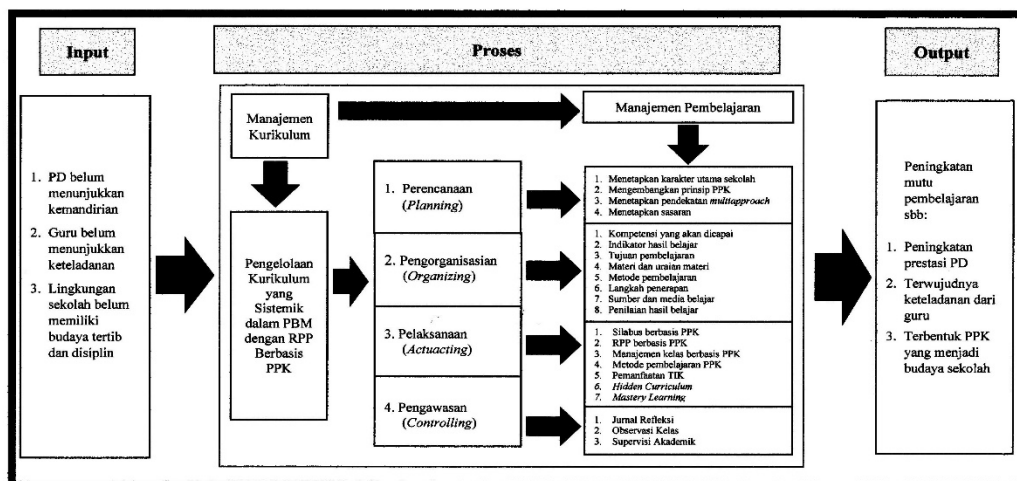 Input
Proses
Output
1. PD belum
menunjukkan
kemandirian
2. Guru belum
menunjukkan
keteladanan
3. Lingkungan
sekolah belum
memiliki
budaya tertib
dan disiplin
Manajemen
Kurikulum
Manajemen Pembelajaran
Pengelolaan
Kurikulum
yang
Sistemik
dalam PBM
dengan RPP
Berbasis
PPK
1. Perencanaan
(Planning)
2. Pengorganisasian
(Organizing)
3. Pelaksanaan
(Actuacting)
4. Pengawasan
(Controlling)
1. Menetapkan karakter utama sekolah
2. Mengembangkan prinsip PPK
3. Menetapkan pendekatan multiapproach
4. Menetapkan sasaran
1. Kompetensi yang akan dicapai
2. Indikator hasil belajar
3. Tujuan pembelajaran
4. Materi dan uraian materi
5. Metode pembelajaran
6. Langkah penerapan
7. Sumber dan media belajar
8. Penilaian hasil belajar
1. Silabus berbasis PPK
2. RPP berbasis PPK
3. Manajemen kelas berbasis PPK
4. Metode pembelajaran PPK
5. Pemanfhatan TIK
6. Hidden Curriculum
7. Mastery Learning
1. Jurnal Refleksi
2. Observasi Kelas
3. Supervisi Akademik
Peningkatan
mutu
pembelajaran
sbb:
1. Peningkatan
prestasi PD
2. Terwujudnya
keteladanan dari
guru
3. Terbentuk PPK
yang menjadi
budaya sekolah